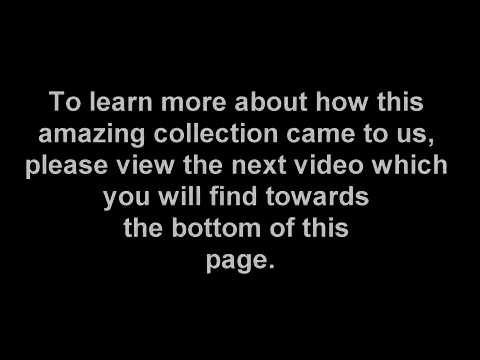 To learn more about how this
amazing collection came to us,
please view the next video which
you will find towards
the bottom of this
page.